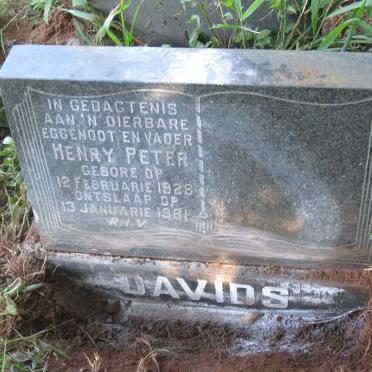 IN GEDAGTENIS
AAN 'N' DIERBARE
EGGENOOT EN VADER
HENRY PETER
GEBORE OP
12 FEBRUARIE 1928
ONTSLAAP OP
13 JANUARIE 1981
R.I.V.
DAVIDS